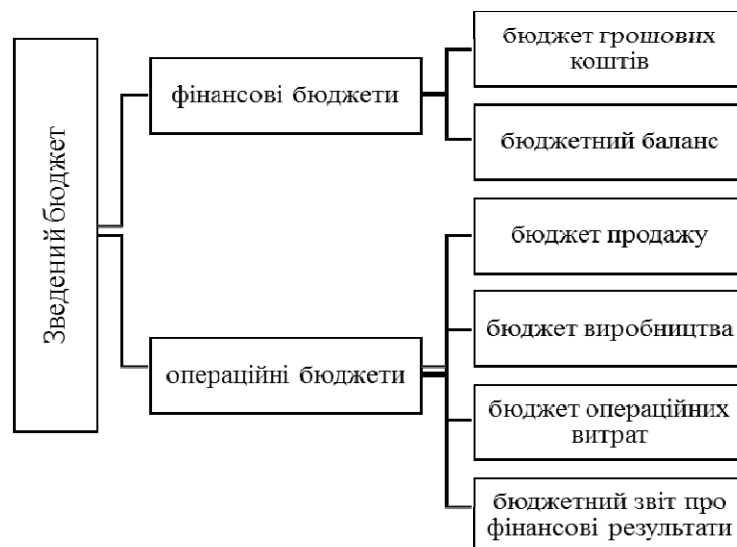 Зведений бюджет
фінансові бюджети
бюджет грошових
коштів
бюджетний баланс
операційні бюджети
бюджет продажу
бюджет виробництва
бюджет операційних
витрат
бюджетний звіт про
фінансові результати